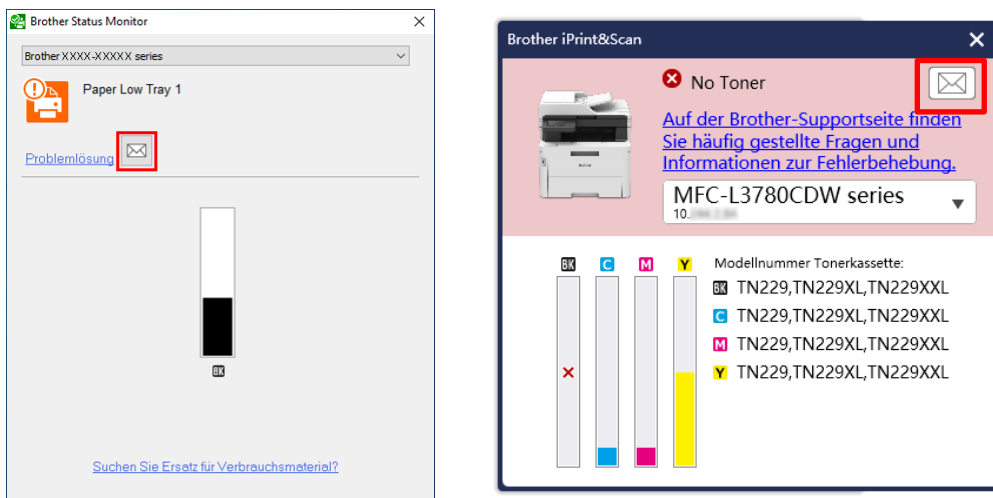 Brother Status Monitor
Brother XXXX-XXXXX series
Paper Low Tray 1
Problemlösung
BK
Suchen Sie Ersatz für Verbrauchsmaterial?
Brother iPrint&Scan
No Toner
Auf der Brother-Supportseite finden
Sie häufig gestellte Fragen und
Informationen zur Fehlerbehebung.
MFC-L3780CDW series
10.
BK C M Y
Modellnummer Tonerkassette:
BK TN229,TN229XL,TN229XXL
C TN229,TN229XL,TN229XXL
M TN229,TN229XL,TN229XXL
Y TN229,TN229XL,TN229XXL